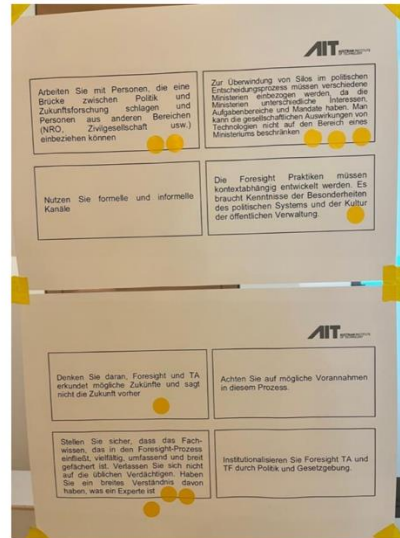 AIT AUSTRIAN INSTITUTE OF TECHNOLOGY
Arbeiten Sie mit Personen, die eine
Brücke zwischen Politik und
Zukunftsforschung schlagen und
Personen aus anderen Bereichen
(NRO, Zivilgesellschaft usw.)
einbeziehen können
Zur Überwindung von Silos im politischen
Entscheidungsprozess müssen verschiedene
Ministerien einbezogen werden, da die
Ministerien unterschiedliche Interessen,
Aufgabenbereiche und Mandate haben. Man
kann die gesellschaftlichen Auswirkungen von
Technologien nicht auf den Bereich eines
Ministeriums beschränken
Nutzen Sie formelle und informelle
Kanäle
Die Foresight Praktiken müssen
kontextabhängig entwickelt werden. Es
braucht Kenntnisse der Besonderheiten
des politischen Systems und der Kultur
der öffentlichen Verwaltung.
AIT AUSTRIAN INSTITUTE OF TECHNOLOGY
Denken Sie daran, Foresight und TA
erkundet mögliche Zukünfte und sagt
nicht die Zukunft vorher
Achten Sie auf mögliche Vorannahmen
in diesem Prozess.
Stellen Sie sicher, dass das Fach-
wissen, das in den Foresight-Prozess
einfließt, vielfältig, umfassend und breit
gefächert ist. Verlassen Sie sich nicht
auf die üblichen Verdächtigen. Haben
Sie ein breites Verständnis davon
haben, was ein Experte ist
Institutionalisieren Sie Foresight TA und
TF durch Politik und Gesetzgebung.